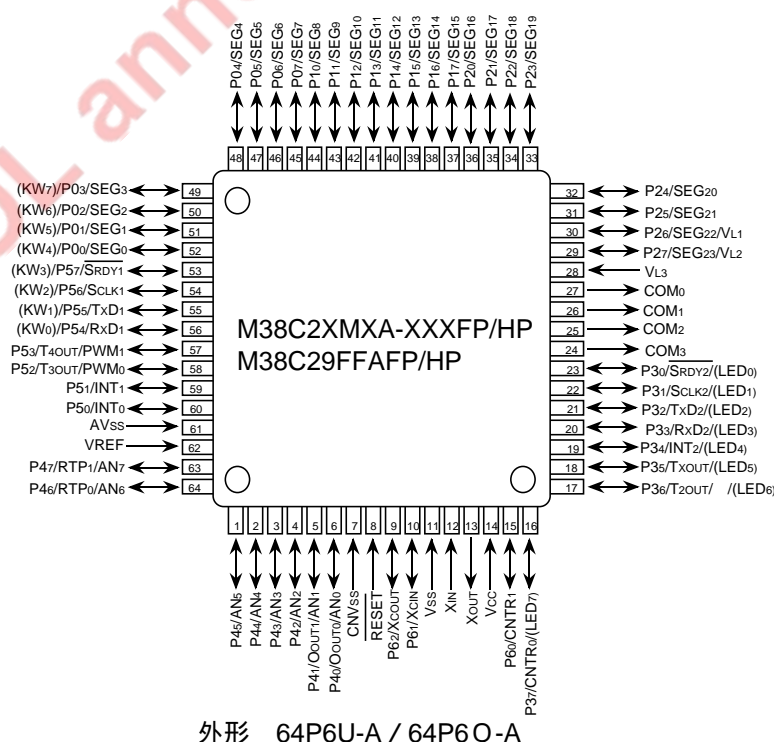 OL anno
P04/SEG4
P05/SEG5
P06/SEG6
P07/SEG7
P10/SEG8
P11/SEG9
P12/SEG10
P13/SEG11
P14/SEG12
P15/SEG13
P16/SEG14
P17/SEG15
P20/SEG16
P21/SEG17
P22/SEG18
P23/SEG19
48 47 46 45 44 43 42 41 40 39 38 37 36 35 34 33
(KW7)/P03/SEG3 49
(KW6)/P02/SEG2 50
(KW5)/P01/SEG1 51
(KW4)/P00/SEG0 52
(KW3)/P57/SRDY1 53
(KW2)/P56/SCLK1 54
(KW1)/P55/TXD1 55
(KW0)/P54/RXD1 56
P53/T4OUT/PWM1 57
P52/T3OUT/PWM0 58
P51/INT1 59
P50/INT0 60
AVSS 61
VREF 62
P47/RTP1/AN7 63
P46/RTP0/AN6 64
M38C2XMXA-XXXFP/HP
M38C29FFAFP/HP
32 P24/SEG20
31 P25/SEG21
30 P26/SEG22/VL1
29 P27/SEG23/VL2
28 VL3
27 COM0
26 COM1
25 COM2
24 COM3
23 P30/SRDY2/(LED0)
22 P31/SCLK2/(LED1)
21 P32/TXD2/(LED2)
20 P33/RXD2/(LED3)
19 P34/INT2/(LED4)
18 P35/TXOUT/(LED5)
17 P36/T2OUT/ /(LED6)
1 2 3 4 5 6 7 8 9 10 11 12 13 14 15 16
P45/AN5
P44/AN4
P43/AN3
P42/AN2
P41/OOUT1/AN1
P40/OOUT0/AN0
CNVSS
RESET
P62/XCOUT
P61/XCIN
VSS
XIN
XOUT
VCC
P60/CNTR1
P37/CNTR0/(LED7)
外形 64P6U-A / 64P6Q-A